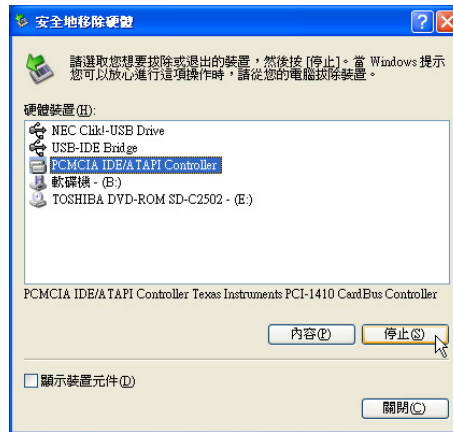 安全地移除硬體
請選取您想要拔除或退出的裝置,然後按 [停止]。當 Windows 提示
您可以放心進行這項操作時,請從您的電腦拔除裝置。
硬體裝置(H):
NEC Clik!-USB Drive
USB-IDE Bridge
PCMCIA IDE/ATAPI Controller
軟碟機 - (B:)
TOSHIBA DVD-ROM SD-C2502 - (E:)
PCMCIA IDE/ATAPI Controller Texas Instruments PCI-1410 CardBus Controller
內容(P)
停止(S)
顯示裝置元件(D)
關閉(C)